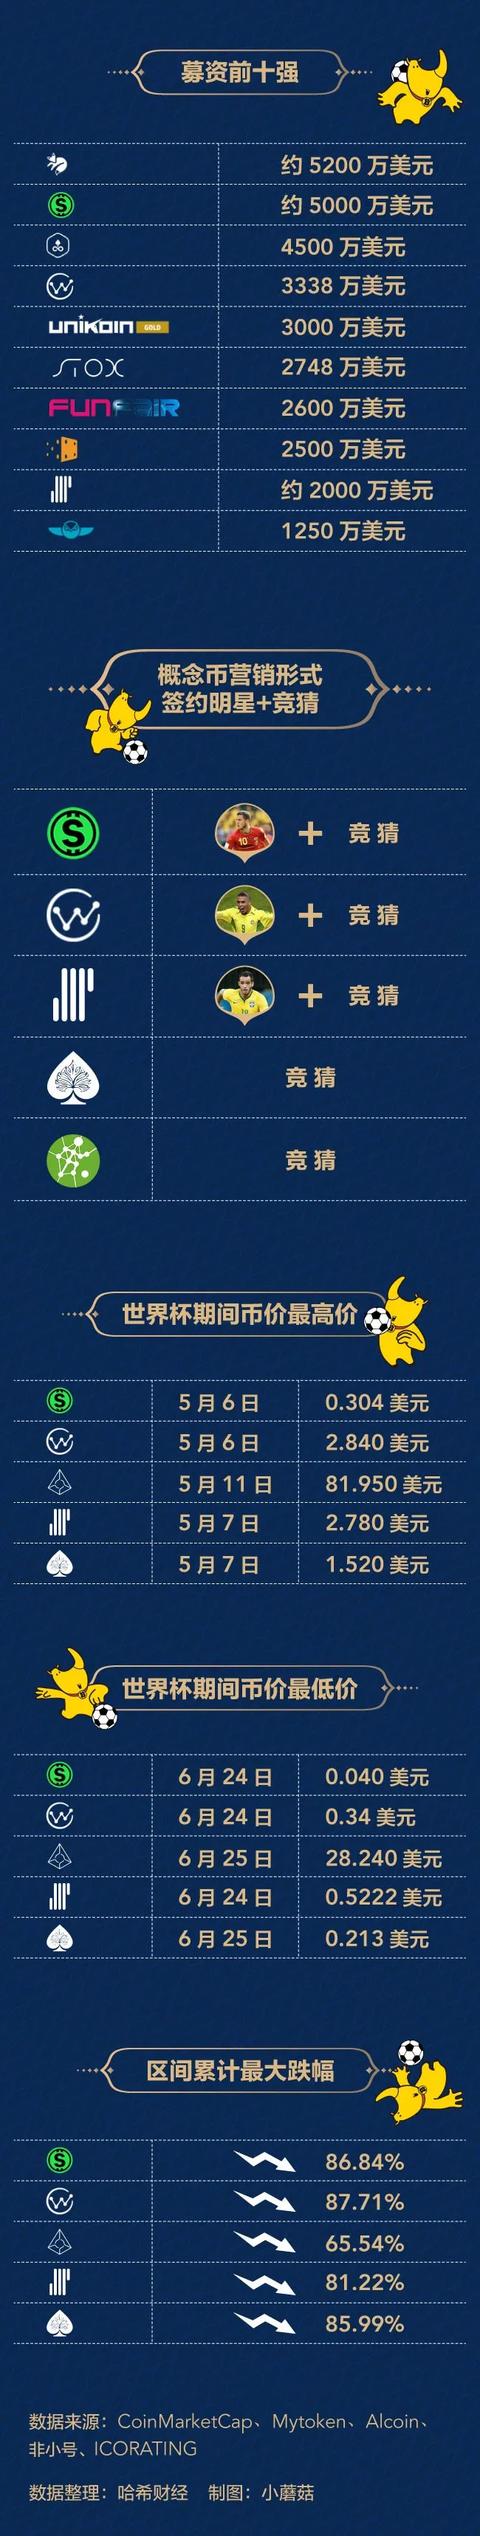 募资前十强
约 5200 万美元
约 5000 万美元
4500 万美元
3338 万美元
UNIKOIN GOLD 3000 万美元
STOX 2748 万美元
FUNFAIR 2600 万美元
2500 万美元
约 2000 万美元
1250 万美元
概念币营销形式
签约明星+竞猜
+ 竞 猜
+ 竞 猜
+ 竞 猜
竞 猜
竞 猜
世界杯期间币价最高价
5 月 6 日 0.304 美元
5 月 6 日 2.840 美元
5 月 11 日 81.950 美元
5 月 7 日 2.780 美元
5 月 7 日 1.520 美元
世界杯期间币价最低价
6 月 24 日 0.040 美元
6 月 24 日 0.34 美元
6 月 25 日 28.240 美元
6 月 24 日 0.5222 美元
6 月 25 日 0.213 美元
区间累计最大跌幅
86.84%
87.71%
65.54%
81.22%
85.99%
数据来源：CoinMarketCap、Mytoken、Alcoin、
非小号、ICORATING
数据整理：哈希财经 制图：小蘑菇